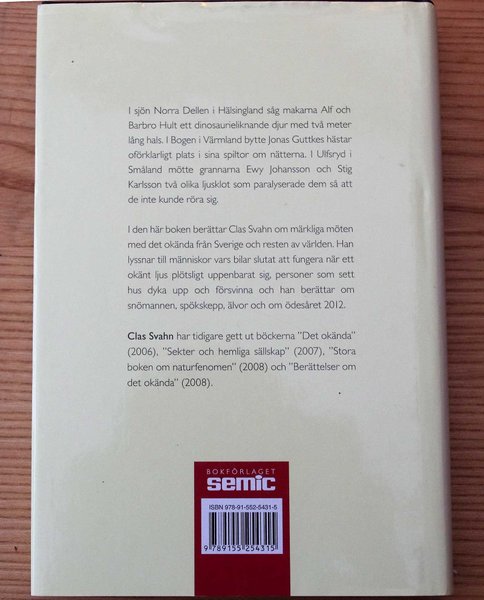 I sjön Norra Dellen i Hälsingland såg makarna Alf och
Barbro Hult ett dinosaurieliknande djur med två meter
lång hals. I Bogen i Värmland bytte Jonas Guttkes hästar
oförklarligt plats i sina spiltor om nätterna. I Ulfsryd i
Småland mötte grannarna Ewy Johansson och Stig
Karlsson två olika ljusklot som paralyserade dem så att
de inte kunde röra sig.
I den här boken berättar Clas Svahn om märkliga möten
med det okända från Sverige och resten av världen. Han
lyssnar till människor vars bilar slutat att fungera när ett
okänt ljus plötsligt uppenbarat sig, personer som sett
hus dyka upp och försvinna och han berättar om
snömannen, spökskepp, älvor och om ödesåret 2012.
Clas Svahn har tidigare gett ut böckerna "Det okända"
(2006), "Sekter och hemliga sällskap" (2007), "Stora
boken om naturfenomen" (2008) och "Berättelser om
det okända" (2008).
BOKFÖRLAGET
semic
ISBN 978-91-552-5431-5
9 789155 254315